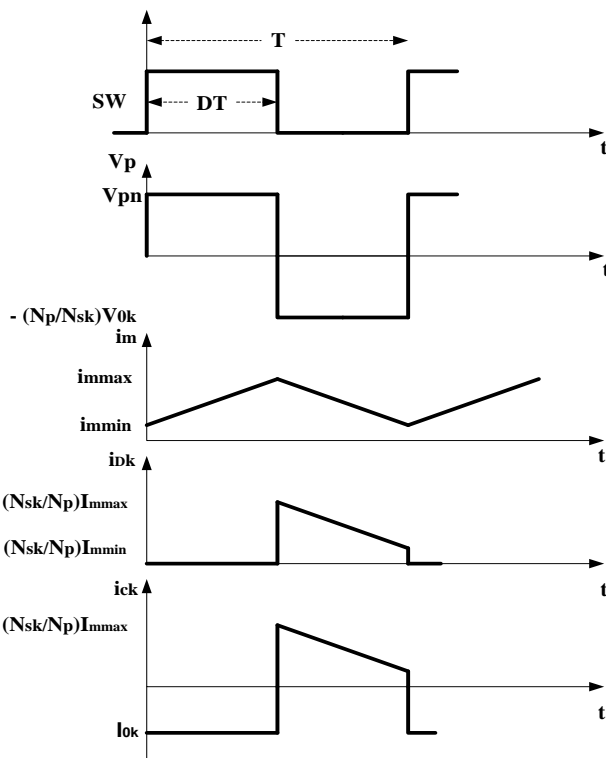 T
SW
DT
t
Vp
Vpn
t
- (Np/Nsk)V0k
im
immax
immin
t
iDk
(Nsk/Np)Immax
(Nsk/Np)Immin
t
ick
(Nsk/Np)Immax
I0k
t